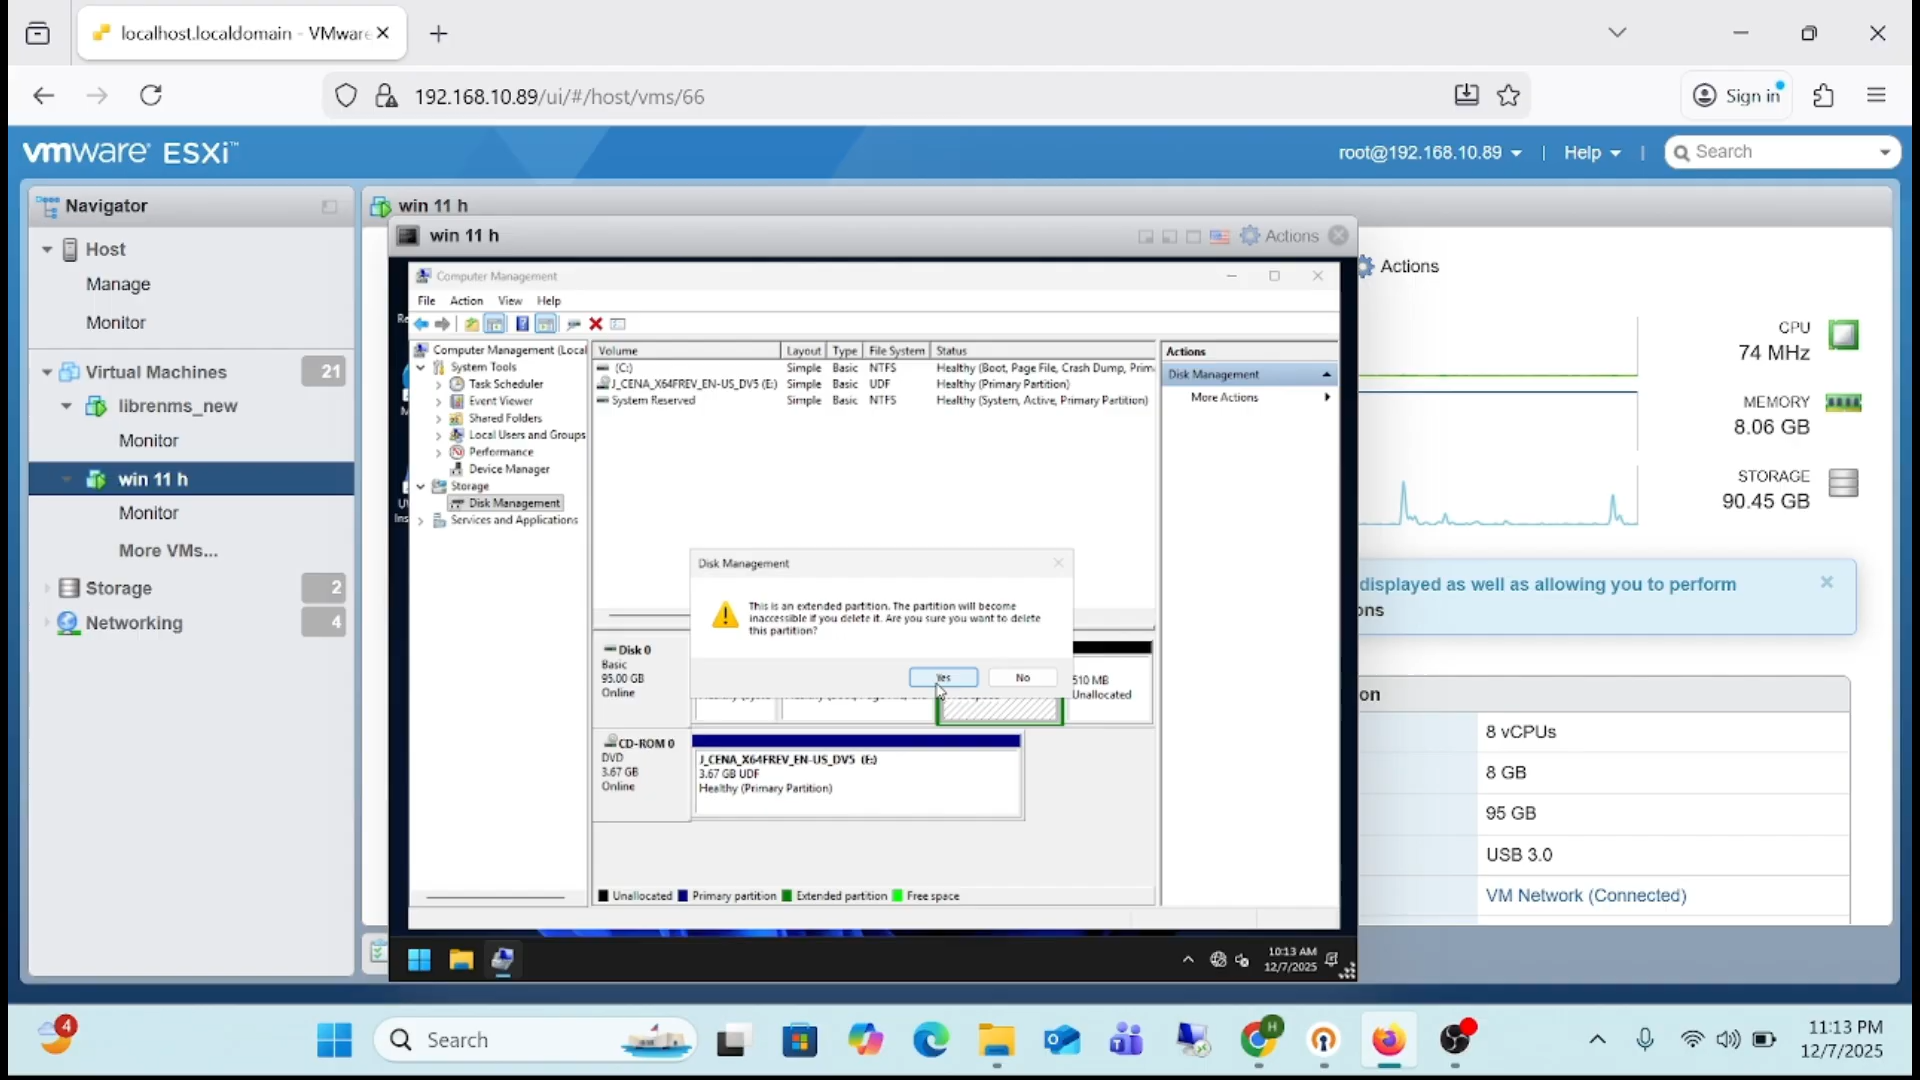 localhost.localdomain - VMware
192.168.10.89/ui/#/host/vms/66
Sign in
vmware ESXi™
root@192.168.10.89
|
Help
|
Search
Navigator
Host
Manage
Monitor
Virtual Machines
21
librenms_new
Monitor
win 11 h
Monitor
More VMs...
Storage
2
Networking
4
win 11 h
win 11 h
Actions
Computer Management
File Action View Help
Computer Management (Local
System Tools
Task Scheduler
Event Viewer
Shared Folders
Local Users and Groups
Performance
Device Manager
Storage
Disk Management
Services and Applications
Volume Layout Type File System Status
(C:) Simple Basic NTFS Healthy (Boot, Page File, Crash Dump, Prim
J_CENA_X64FREV_EN-US_DV5 (E:) Simple Basic UDF Healthy (Primary Partition)
System Reserved Simple Basic NTFS Healthy (System, Active, Primary Partition)
Actions
Disk Management
More Actions
Disk Management
This is an extended partition. The partition will become
inaccessible if you delete it. Are you sure you want to delete
this partition?
Yes
No
Disk 0
Basic
95.00 GB
Online
510 MB
Unallocated
CD-ROM 0
DVD
3.67 GB
Online
J_CENA_X64FREV_EN-US_DV5 (E:)
3.67 GB UDF
Healthy (Primary Partition)
Unallocated Primary partition Extended partition Free space
10:13 AM
12/7/2025
Actions
CPU
74 MHz
MEMORY
8.06 GB
STORAGE
90.45 GB
displayed as well as allowing you to perform
ons
on
8 vCPUs
8 GB
95 GB
USB 3.0
VM Network (Connected)
4
Search
H
11:13 PM
12/7/2025